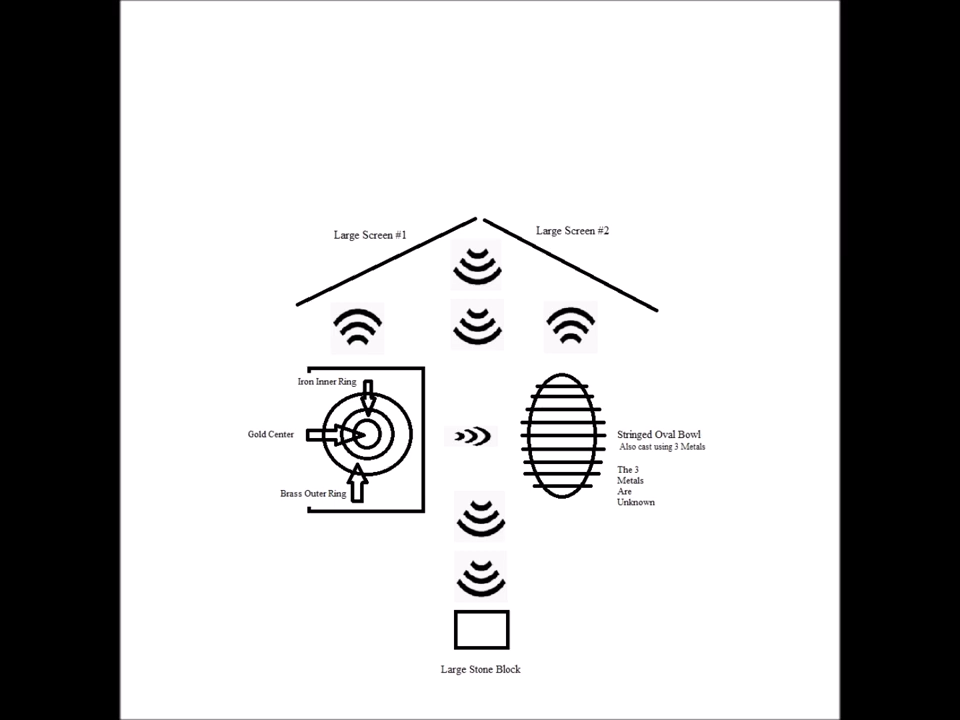 Large Screen #1
Large Screen #2
Iron Inner Ring
Gold Center
Brass Outer Ring
Stringed Oval Bowl
Also cast using 3 Metals
The 3
Metals
Are
Unknown
Large Stone Block